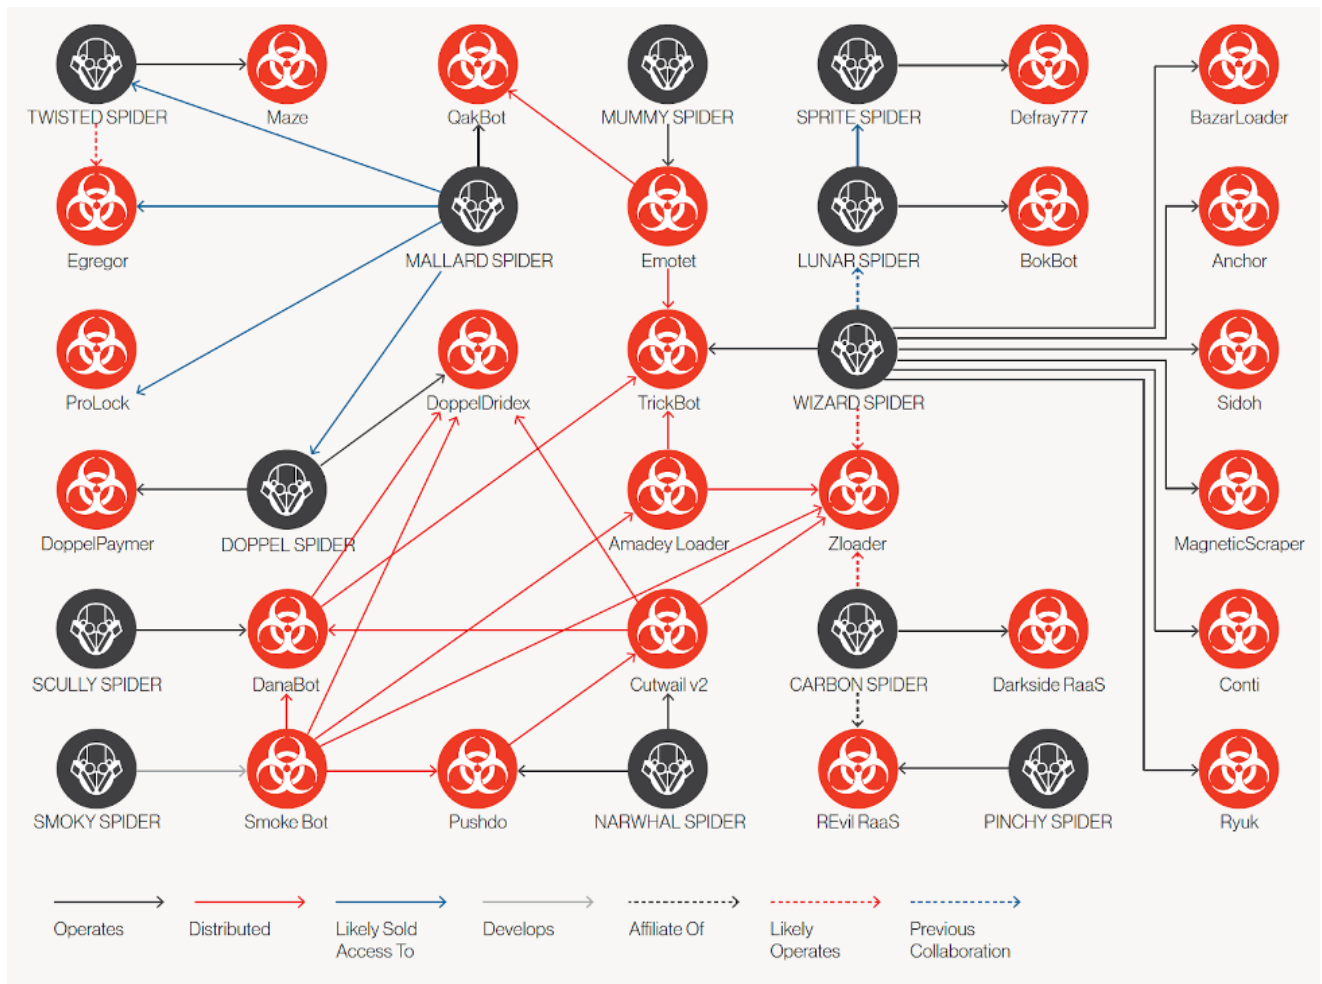 TWISTED SPIDER
Maze
QakBot
MUMMY SPIDER
SPRITE SPIDER
Defray777
BazarLoader
Egregor
MALLARD SPIDER
Emotet
LUNAR SPIDER
BokBot
Anchor
ProLock
DoppelDridex
TrickBot
WIZARD SPIDER
Sidoh
DoppelPaymer
DOPPEL SPIDER
Amadey Loader
Zloader
MagneticScraper
SCULLY SPIDER
DanaBot
Cutwail v2
CARBON SPIDER
Darkside RaaS
Conti
SMOKY SPIDER
Smoke Bot
Pushdo
NARWHAL SPIDER
REvil RaaS
PINCHY SPIDER
Ryuk
Operates
Distributed
Likely Sold
Access To
Develops
Affiliate Of
Likely
Operates
Previous
Collaboration